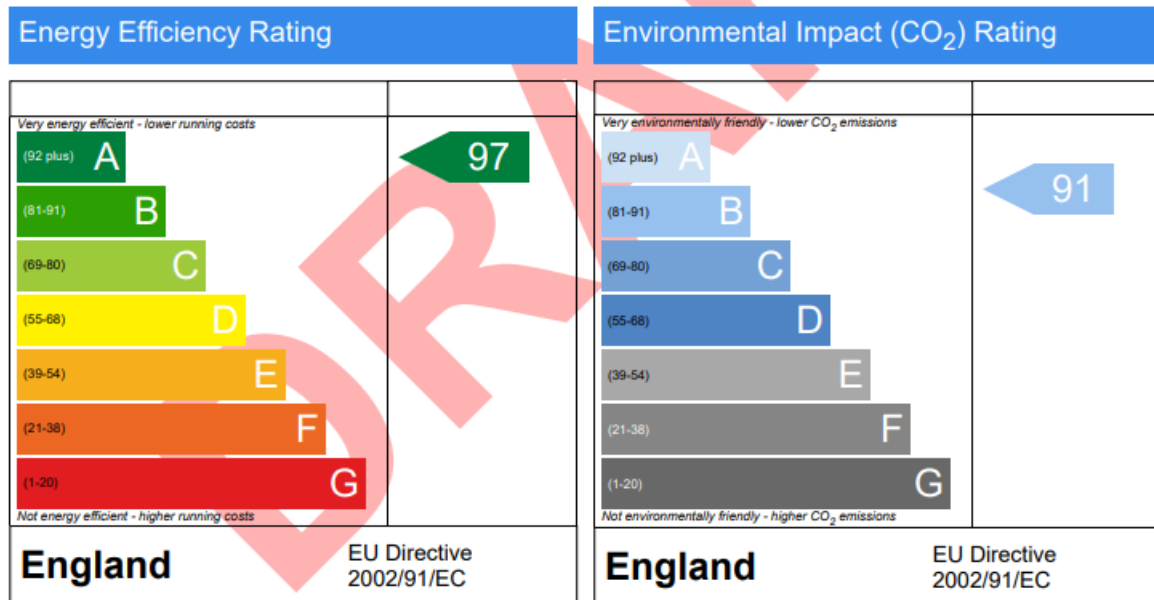 Energy Efficiency Rating
Very energy efficient - lower running costs
(92 plus) A
97
(81-91) B
(69-80) C
(55-68) D
(39-54) E
(21-38) F
(1-20) G
Not energy efficient - higher running costs
England
EU Directive
2002/91/EC
Environmental Impact (CO₂) Rating
Very environmentally friendly - lower CO₂ emissions
(92 plus) A
(81-91) B
91
(69-80) C
(55-68) D
(39-54) E
(21-38) F
(1-20) G
Not environmentally friendly - higher CO₂ emissions
England
EU Directive
2002/91/EC